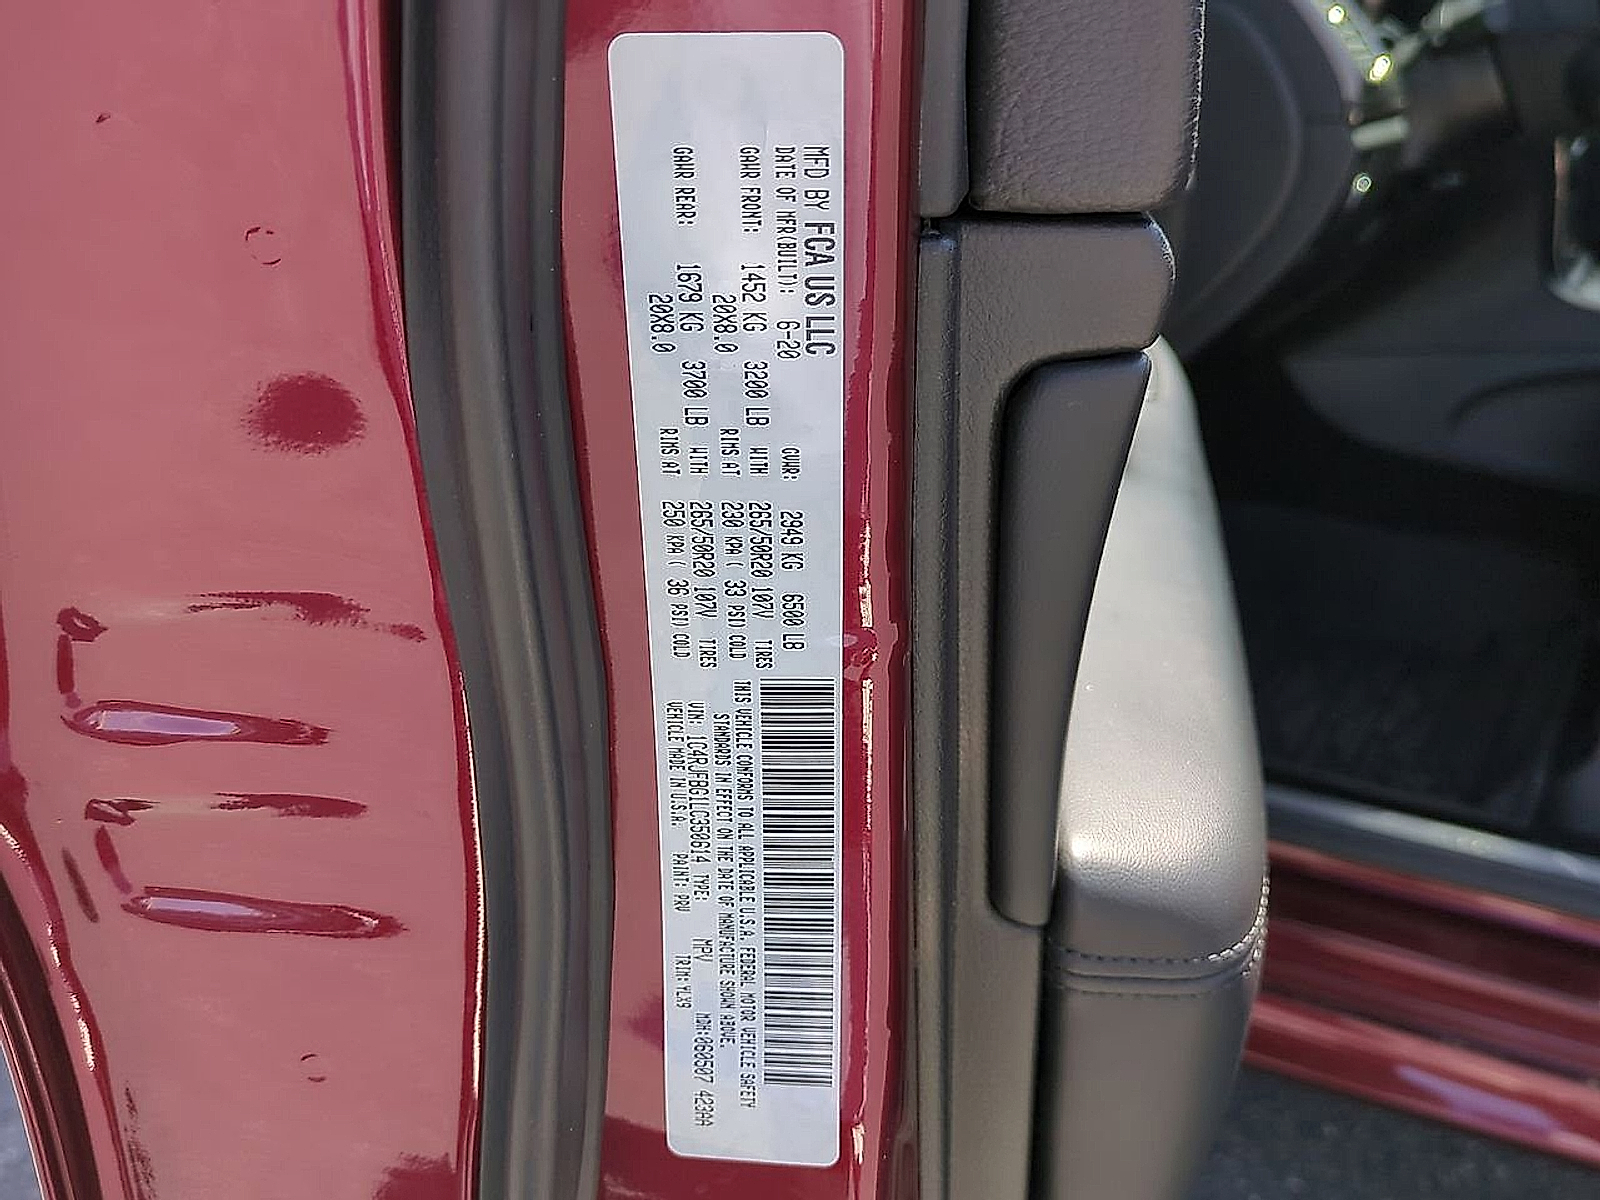 MFD BY FCA US LLC
DATE OF MFR(BUILT): 6-20 GVWR: 2949 KG 6500 LB
GAWR FRONT: 1452 KG 3200 LB WITH 265/50R20 107V TIRES
20X8.0 RIMS AT 230 KPA( 33 PSI) COLD
GAWR REAR: 1679 KG 3700 LB WITH 265/50R20 107V TIRES
20X8.0 RIMS AT 250 KPA( 36 PSI) COLD
THIS VEHICLE CONFORMS TO ALL APPLICABLE U.S.A. FEDERAL MOTOR VEHICLE SAFETY
STANDARDS IN EFFECT ON THE DATE OF MANUFACTURE SHOWN ABOVE.
VIN: 1C4RJFBG1LC350614 TYPE: MPV MDH:060507 423AA
VEHICLE MADE IN U.S.A. PAINT: PRV TRIM:YLX9